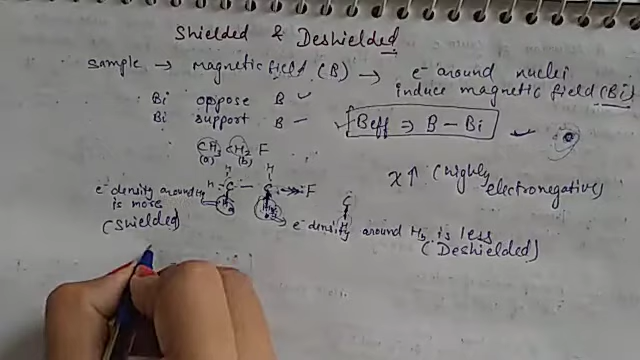 Shielded & Deshielded
Sample → magnetic field (B) → e⁻ around nuclei
induce magnetic field (Bi)
Bi oppose B
Bi support B -
Beff ⇒ B - Bi
CH3 CH2 F
(a) (b)
X↑ (highly
electronegative)
H H
H - C - C F
e⁻ density around Ha
is more
(Shielded)
C
H
e⁻ density around Hb is less
(Deshielded)